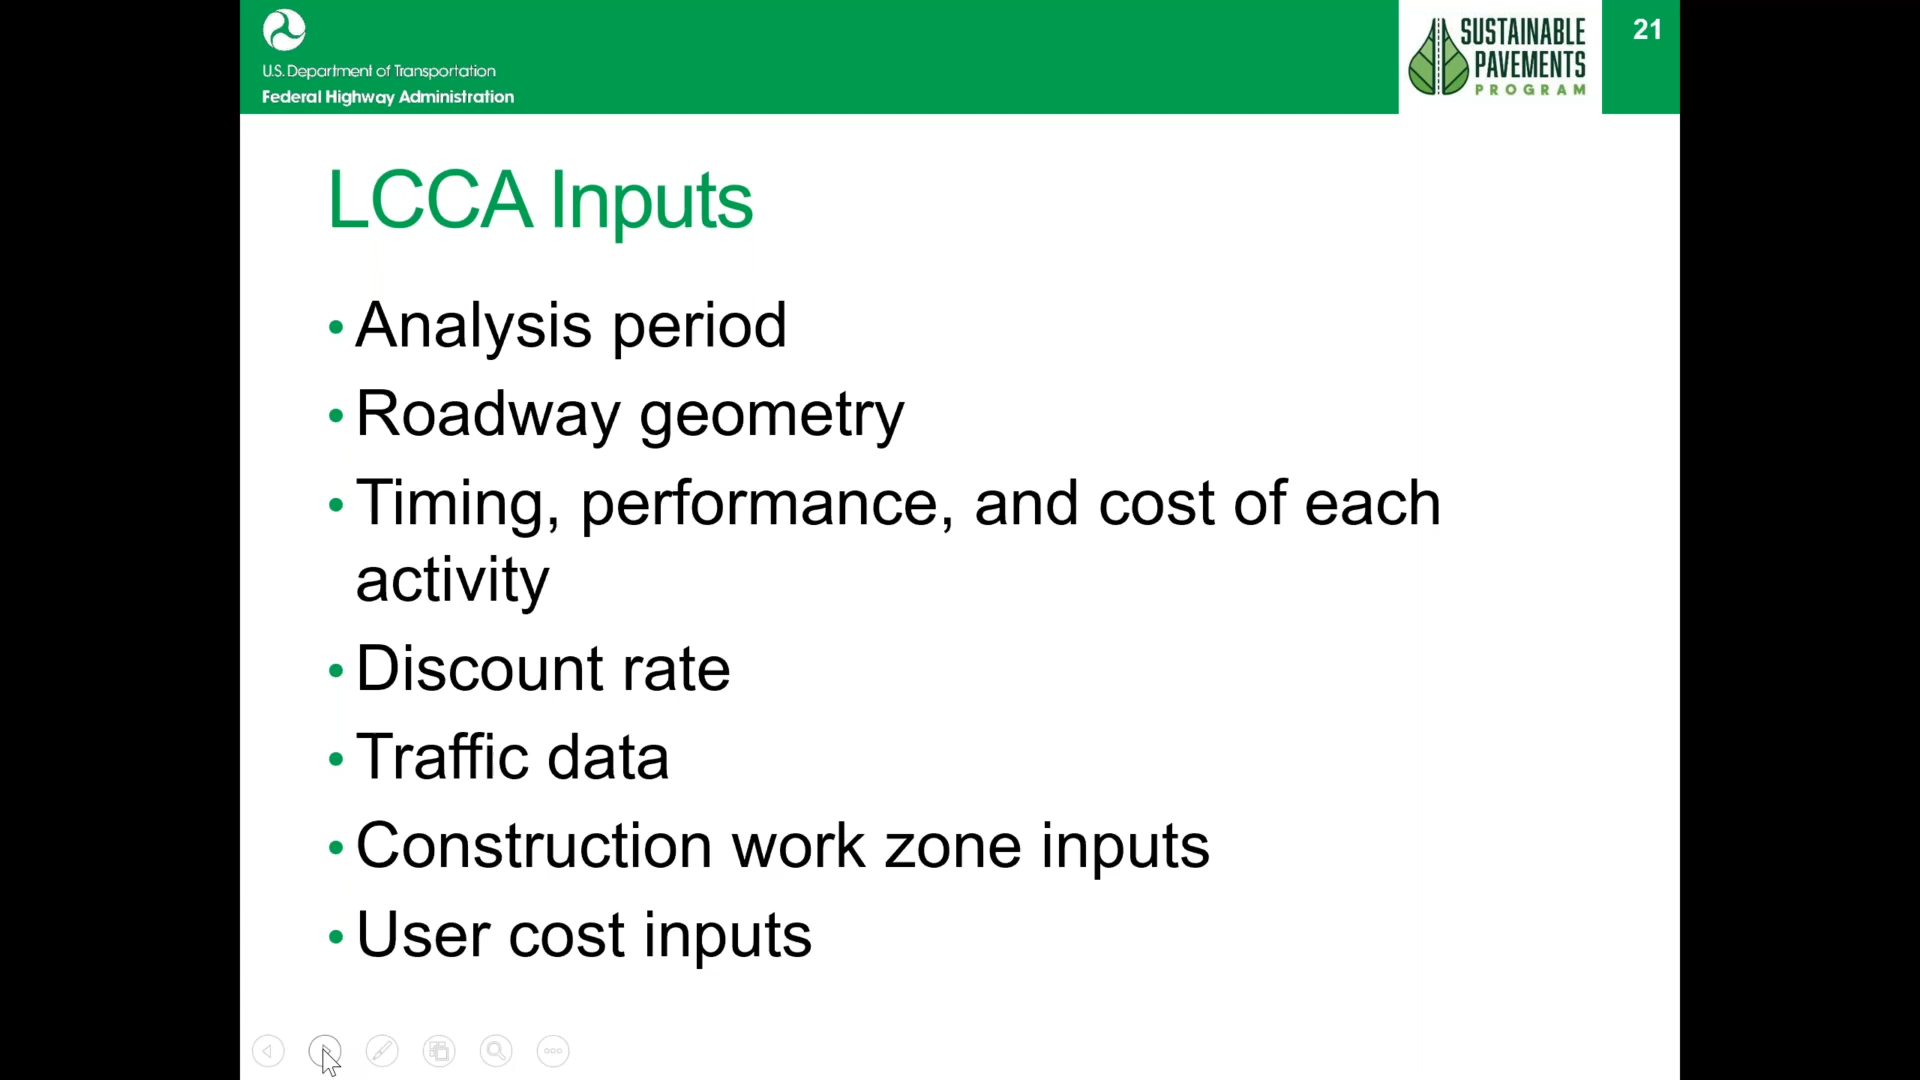 U.S. Department of Transportation
Federal Highway Administration
SUSTAINABLE
PAVEMENTS
PROGRAM
21
LCCA Inputs
• Analysis period
• Roadway geometry
• Timing, performance, and cost of each
activity
• Discount rate
• Traffic data
• Construction work zone inputs
• User cost inputs